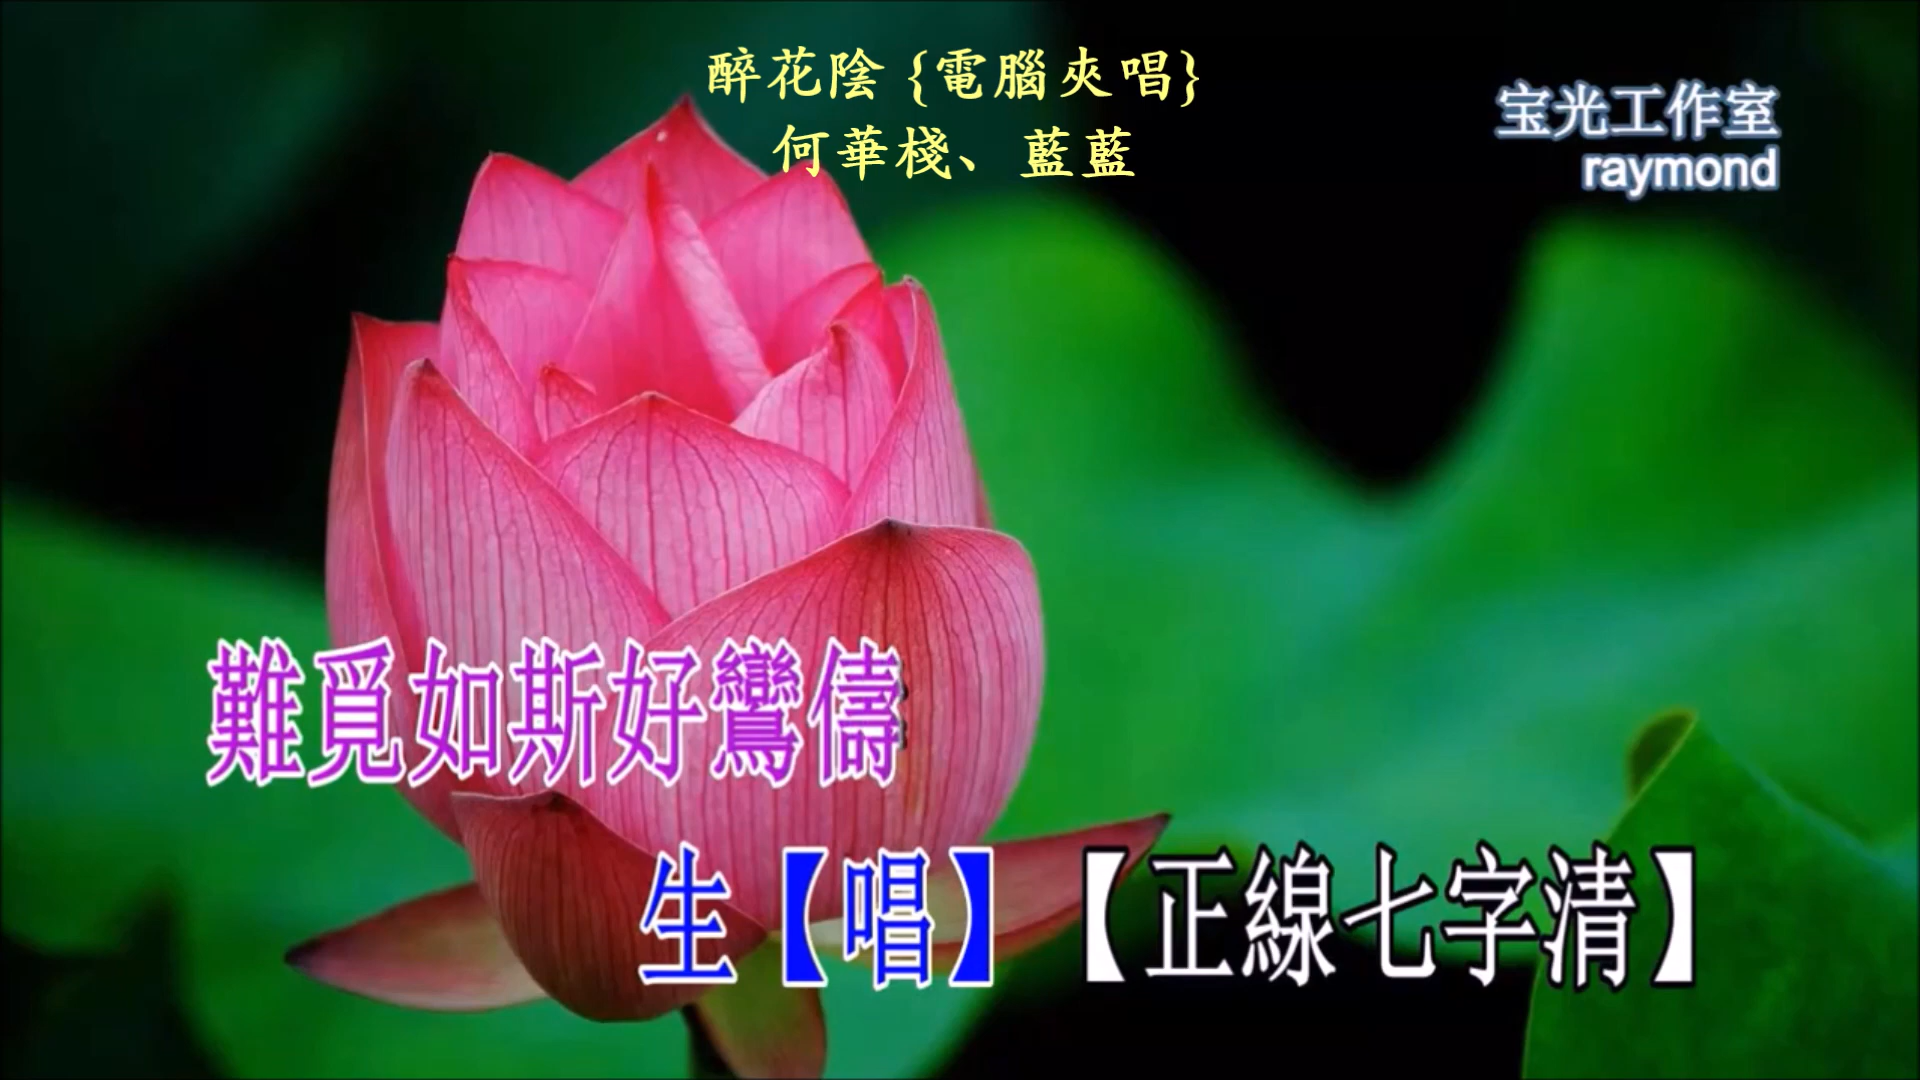 醉花陰 {電腦夾唱}
何華棧、藍藍
宝光工作室
raymond
難覓如斯好鸞儔
生【唱】【正線七字清】